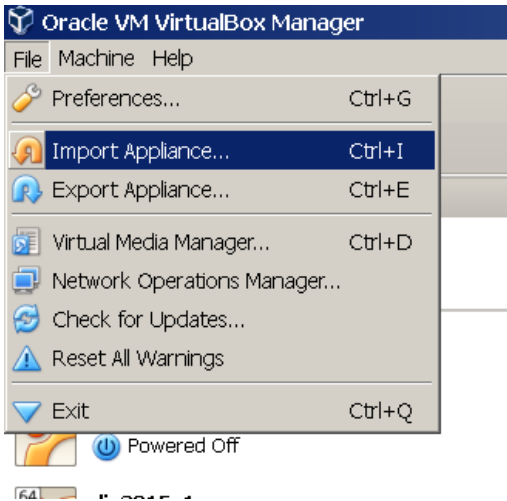 Oracle VM VirtualBox Manager
File Machine Help
Preferences... Ctrl+G
Import Appliance... Ctrl+I
Export Appliance... Ctrl+E
Virtual Media Manager... Ctrl+D
Network Operations Manager...
Check for Updates...
Reset All Warnings
Exit Ctrl+Q
Powered Off
64